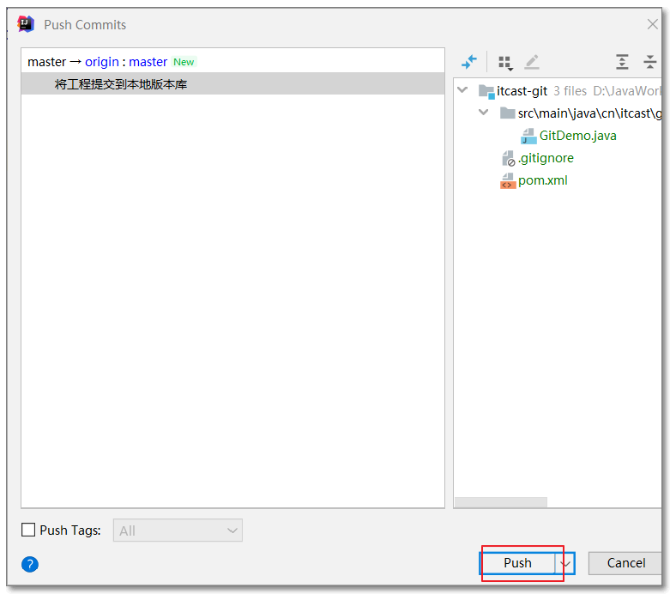 Push Commits
master → origin : master New
将工程提交到本地版本库
itcast-git 3 files D:\JavaWor
src\main\java\cn\itcast\g
GitDemo.java
.gitignore
pom.xml
Push Tags: All
? Push Cancel